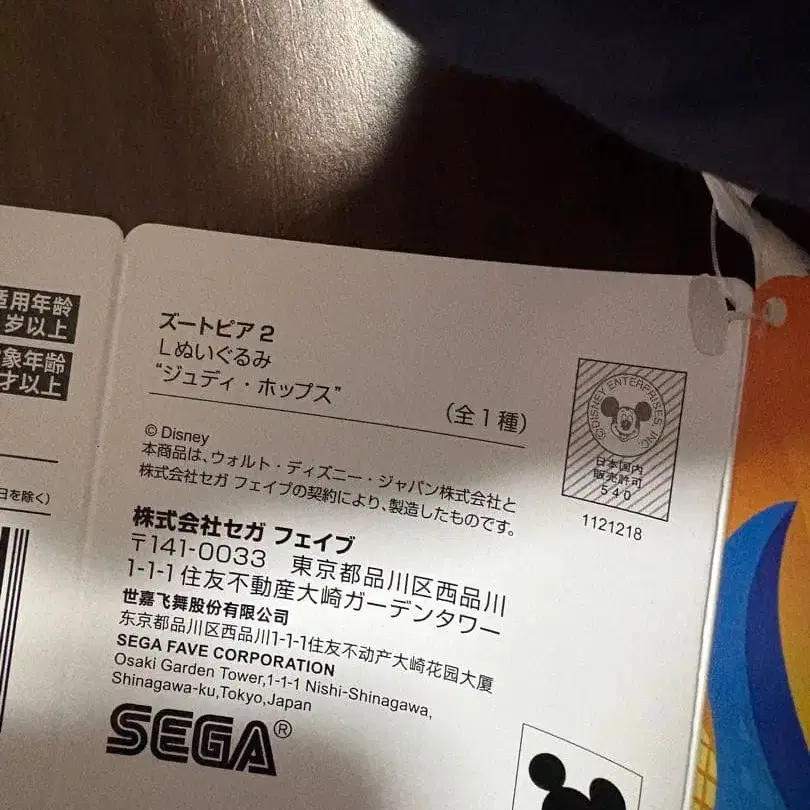 适用年龄
岁以上
象年齢
才以上
日を除く)
ズートピア2
Lぬいぐるみ
“ジュディ・ホップス”
(全1種)
© Disney
本商品は、ウォルト・ディズニー・ジャパン株式会社と
株式会社セガ フェイブの契約により、製造したものです。
株式会社セガ フェイブ
〒141-0033 東京都品川区西品川
1-1-1 住友不動産大崎ガーデンタワー
世嘉飞舞股份有限公司
东京都品川区西品川1-1-1住友不动产大崎花园大厦
SEGA FAVE CORPORATION
Osaki Garden Tower,1-1-1 Nishi-Shinagawa,
Shinagawa-ku,Tokyo,Japan
SEGA®
©DISNEY ENTERPRISES INC.
日本国内
販売許可
540
1121218